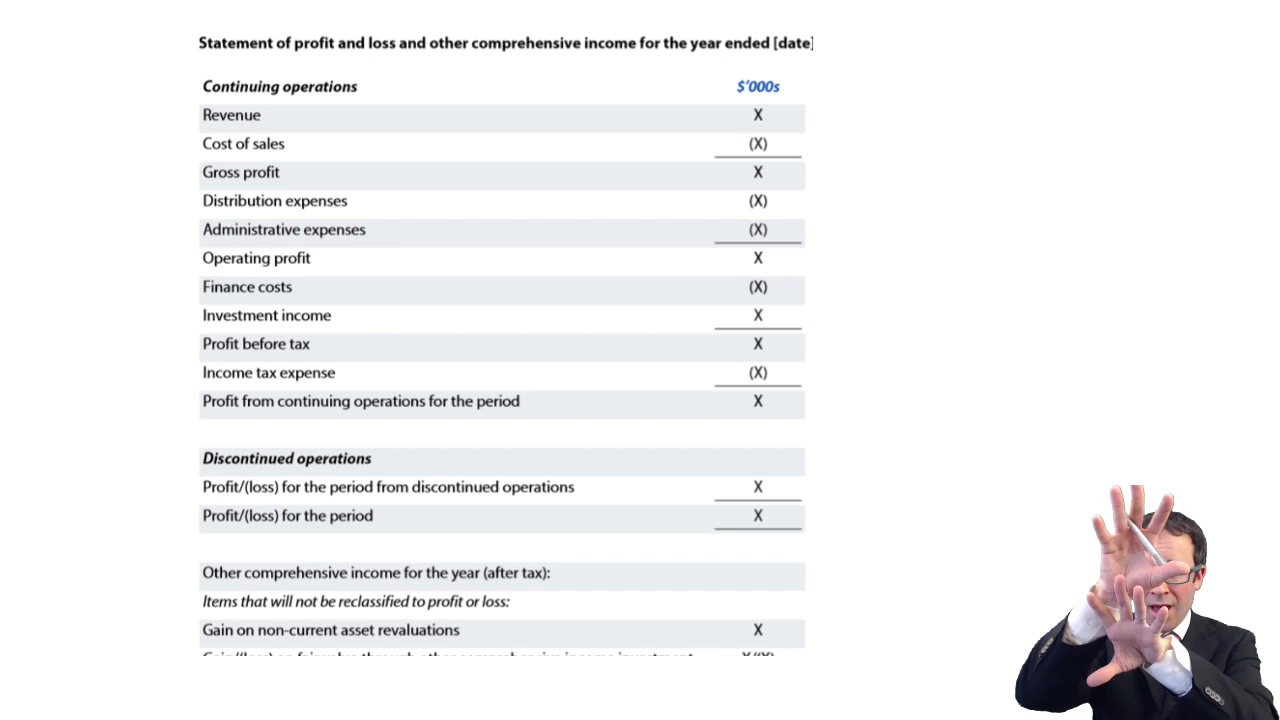 Statement of profit and loss and other comprehensive income for the year ended [date]
Continuing operations $'000s
Revenue X
Cost of sales (X)
Gross profit X
Distribution expenses (X)
Administrative expenses (X)
Operating profit X
Finance costs (X)
Investment income X
Profit before tax X
Income tax expense (X)
Profit from continuing operations for the period X
Discontinued operations
Profit/(loss) for the period from discontinued operations X
Profit/(loss) for the period X
Other comprehensive income for the year (after tax):
Items that will not be reclassified to profit or loss:
Gain on non-current asset revaluations X